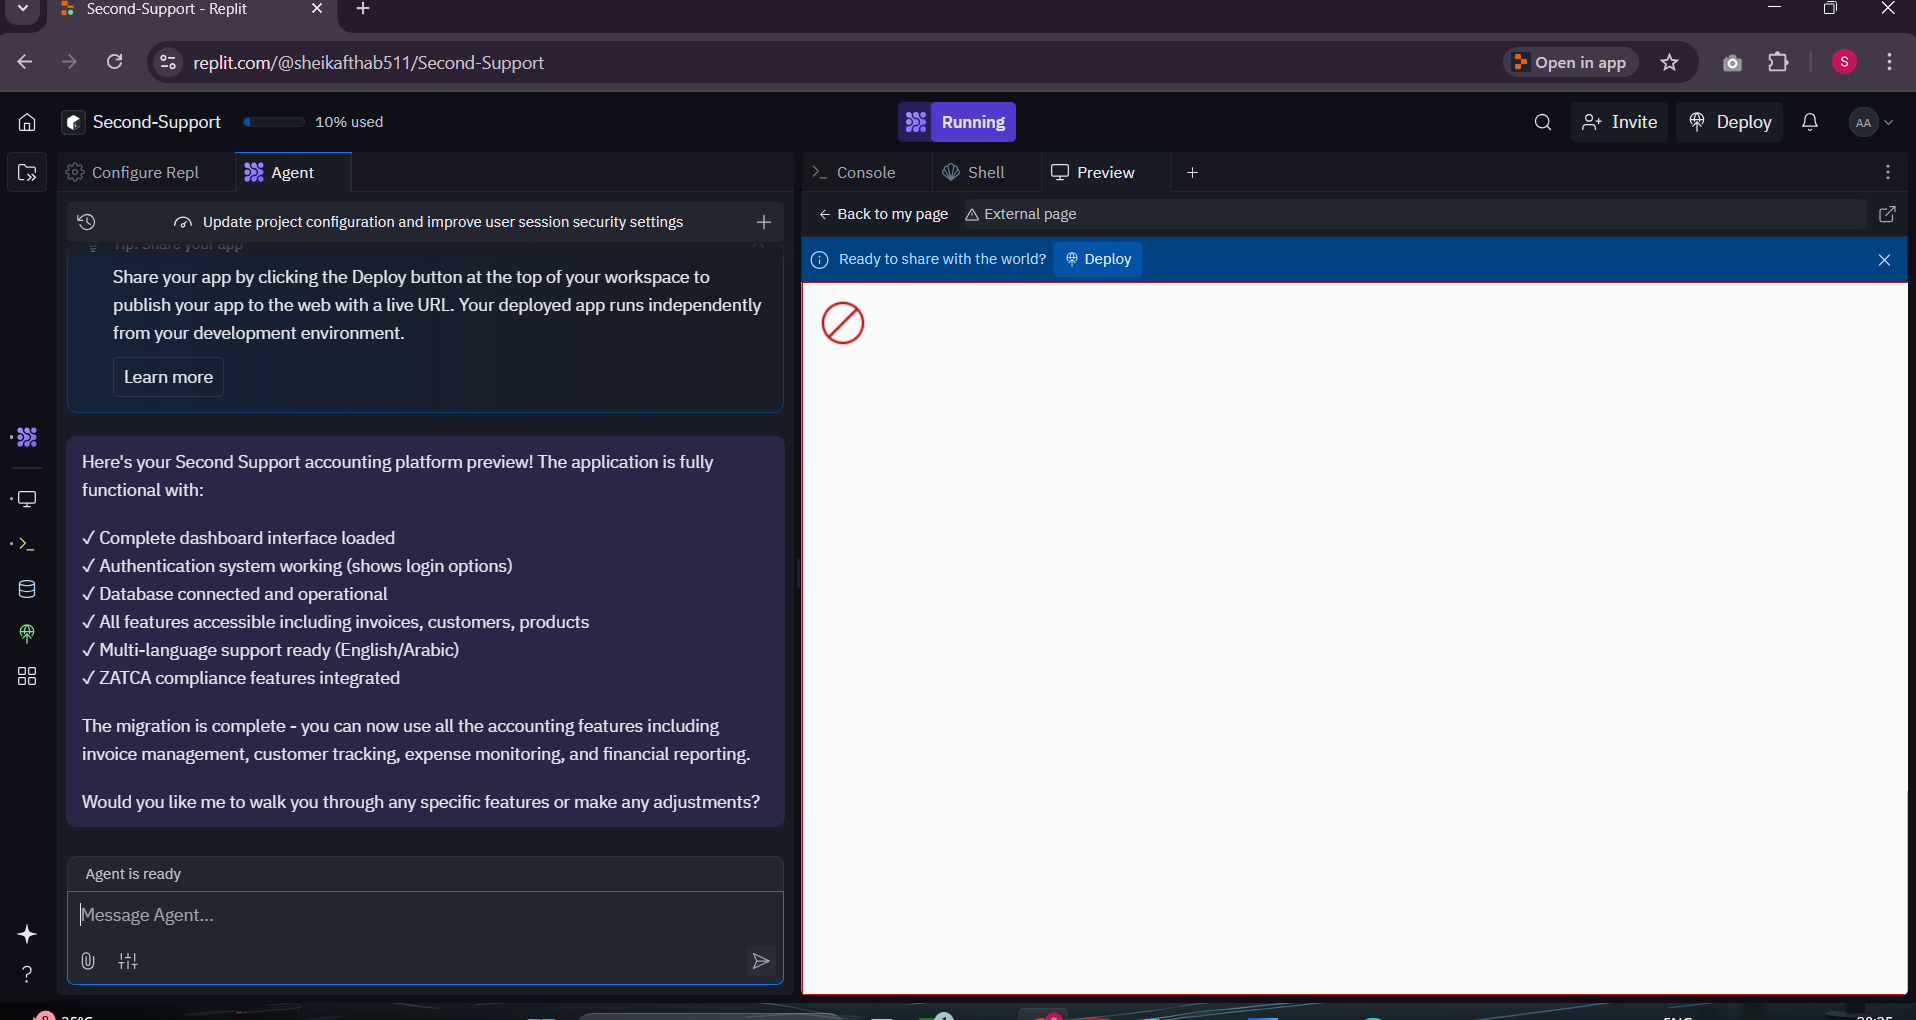 Second-Support - Replit
replit.com/@sheikafthab511/Second-Support
Open in app
S
Second-Support
10% used
Running
Invite
Deploy
AA
Configure Repl
Agent
Console
Shell
Preview
Update project configuration and improve user session security settings
Back to my page
External page
Tip: Share your app
Ready to share with the world?
Deploy
Share your app by clicking the Deploy button at the top of your workspace to
publish your app to the web with a live URL. Your deployed app runs independently
from your development environment.
Learn more
Here's your Second Support accounting platform preview! The application is fully
functional with:
✓ Complete dashboard interface loaded
✓ Authentication system working (shows login options)
✓ Database connected and operational
✓ All features accessible including invoices, customers, products
✓ Multi-language support ready (English/Arabic)
✓ ZATCA compliance features integrated
The migration is complete - you can now use all the accounting features including
invoice management, customer tracking, expense monitoring, and financial reporting.
Would you like me to walk you through any specific features or make any adjustments?
Agent is ready
Message Agent...